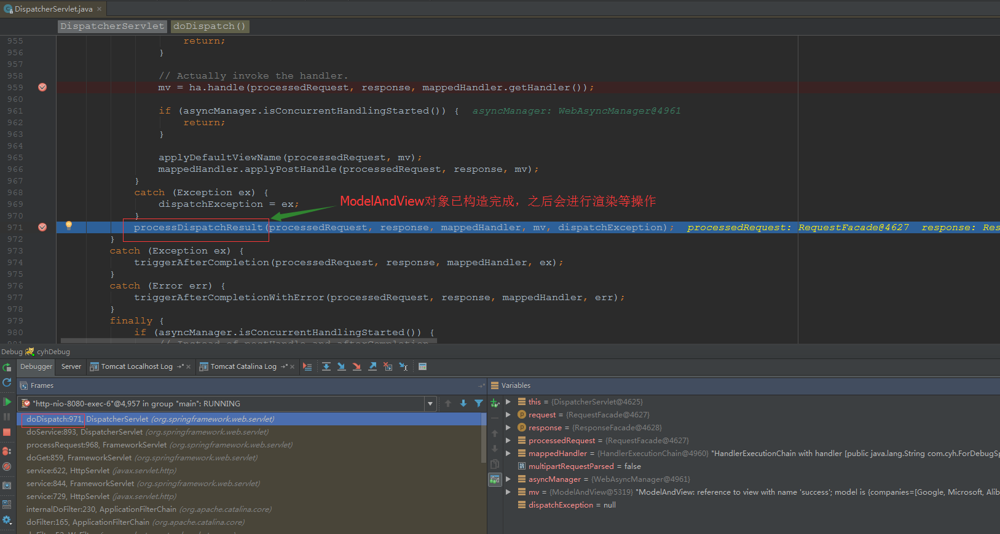 DispatcherServlet.java ×
DispatcherServlet doDispatch()
955 return;
956 }
957
958 // Actually invoke the handler.
959 mv = ha.handle(processedRequest, response, mappedHandler.getHandler());
960
961 if (asyncManager.isConcurrentHandlingStarted()) { asyncManager: WebAsyncManager@4961
962 return;
963 }
964
965 applyDefaultViewName(processedRequest, mv);
966 mappedHandler.applyPostHandle(processedRequest, response, mv);
967 }
968 catch (Exception ex) {
969 dispatchException = ex;
ModelAndView对象已构造完成，之后会进行渲染等操作
970 }
971 processDispatchResult(processedRequest, response, mappedHandler, mv, dispatchException); processedRequest: RequestFacade@4627 response: Res
972 }
973 catch (Exception ex) {
974 triggerAfterCompletion(processedRequest, response, mappedHandler, ex);
975 }
976 catch (Error err) {
977 triggerAfterCompletionWithError(processedRequest, response, mappedHandler, err);
978 }
979 finally {
980 if (asyncManager.isConcurrentHandlingStarted()) {
981 // Instead of postHandle and afterCompletion
Debug cyhDebug
Debugger Server Tomcat Localhost Log Tomcat Catalina Log
Frames
"http-nio-8080-exec-6"@4,957 in group "main": RUNNING
doDispatch:971, DispatcherServlet (org.springframework.web.servlet)
doService:893, DispatcherServlet (org.springframework.web.servlet)
processRequest:968, FrameworkServlet (org.springframework.web.servlet)
doGet:859, FrameworkServlet (org.springframework.web.servlet)
service:622, HttpServlet (javax.servlet.http)
service:844, FrameworkServlet (org.springframework.web.servlet)
service:729, HttpServlet (javax.servlet.http)
internalDoFilter:230, ApplicationFilterChain (org.apache.catalina.core)
doFilter:165, ApplicationFilterChain (org.apache.catalina.core)
Variables
this = {DispatcherServlet@4625}
request = {RequestFacade@4627}
response = {ResponseFacade@4628}
processedRequest = {RequestFacade@4627}
mappedHandler = {HandlerExecutionChain@4960} "HandlerExecutionChain with handler [public java.lang.String com.cyh.ForDebugSp
multipartRequestParsed = false
asyncManager = {WebAsyncManager@4961}
mv = {ModelAndView@5319} "ModelAndView: reference to view with name 'success'; model is {companies=[Google, Microsoft, Alib
dispatchException = null